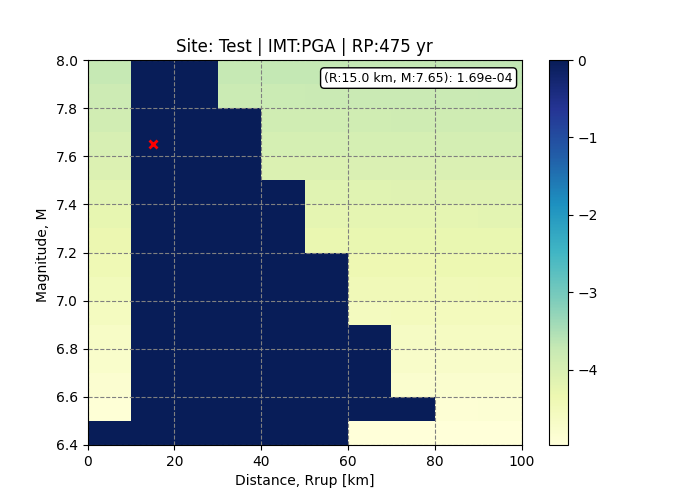 Site: Test | IMT:PGA | RP:475 yr
(R:15.0 km, M:7.65): 1.69e-04
Magnitude, M
8.0
7.8
7.6
7.4
7.2
7.0
6.8
6.6
6.4
0 20 40 60 80 100
Distance, Rrup [km]
0
−1
−2
−3
−4